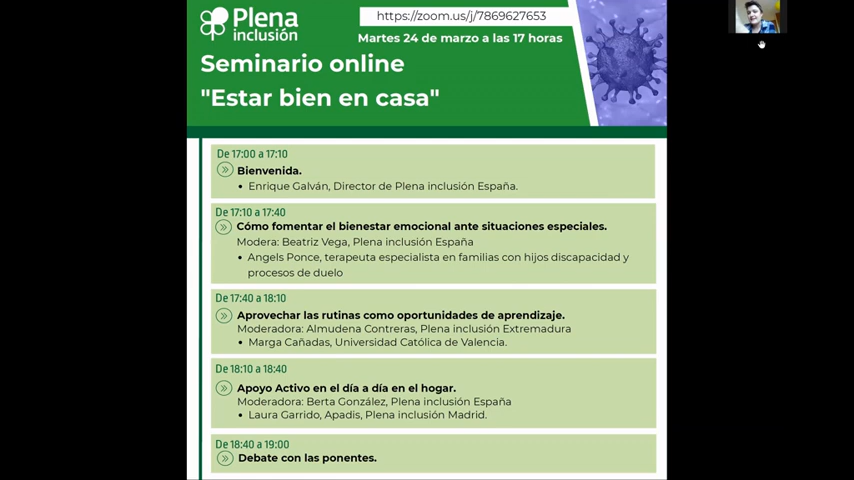 Plena
inclusión
https://zoom.us/j/7869627653
Martes 24 de marzo a las 17 horas
Seminario online
"Estar bien en casa"
De 17:00 a 17:10
Bienvenida.
• Enrique Galván, Director de Plena inclusión España.
De 17:10 a 17:40
Cómo fomentar el bienestar emocional ante situaciones especiales.
Modera: Beatriz Vega, Plena inclusión España
• Angels Ponce, terapeuta especialista en familias con hijos discapacidad y
procesos de duelo
De 17:40 a 18:10
Aprovechar las rutinas como oportunidades de aprendizaje.
Moderadora: Almudena Contreras, Plena inclusión Extremadura
• Marga Cañadas, Universidad Católica de Valencia.
De 18:10 a 18:40
Apoyo Activo en el día a día en el hogar.
Moderadora: Berta González, Plena inclusión España
• Laura Garrido, Apadis, Plena inclusión Madrid.
De 18:40 a 19:00
Debate con las ponentes.